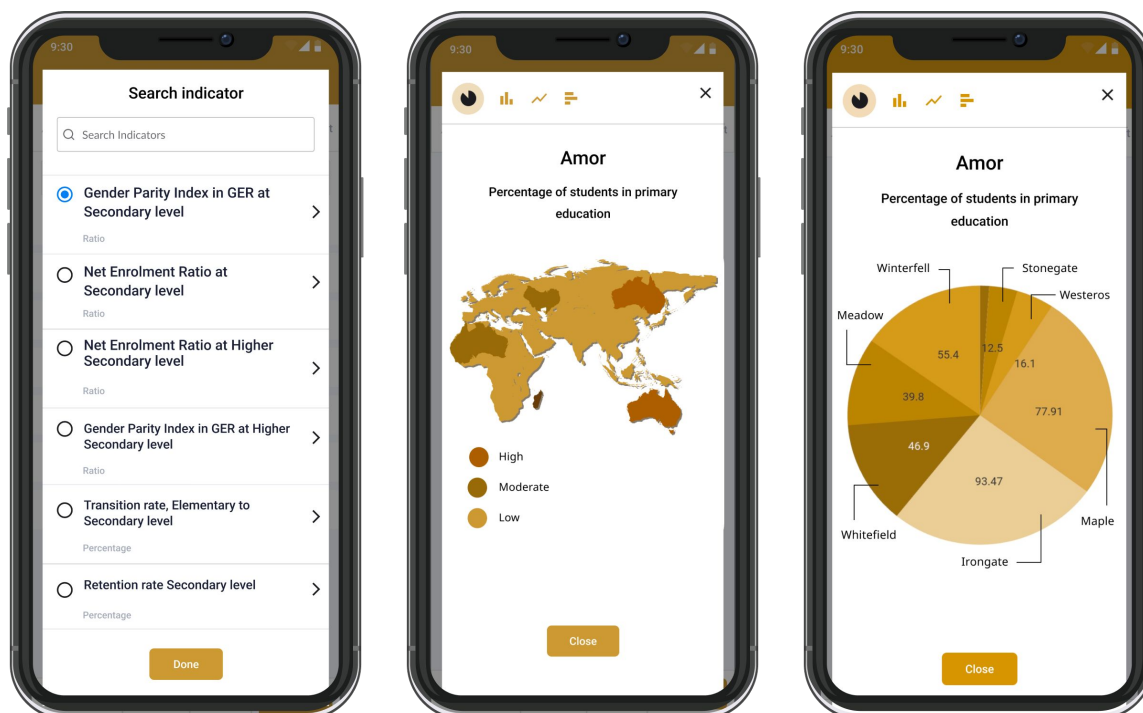 9:30
Search indicator
Search Indicators
Gender Parity Index in GER at
Secondary level
Ratio
Net Enrolment Ratio at
Secondary level
Ratio
Net Enrolment Ratio at Higher
Secondary level
Ratio
Gender Parity Index in GER at Higher
Secondary level
Ratio
Transition rate, Elementary to
Secondary level
Percentage
Retention rate Secondary level
Percentage
Done
9:30
Amor
Percentage of students in primary
education
High
Moderate
Low
Close
9:30
Amor
Percentage of students in primary
education
Winterfell
Stonegate
Westeros
Meadow
55.4
12.5
16.1
39.8
77.91
46.9
93.47
Whitefield
Maple
Irongate
Close